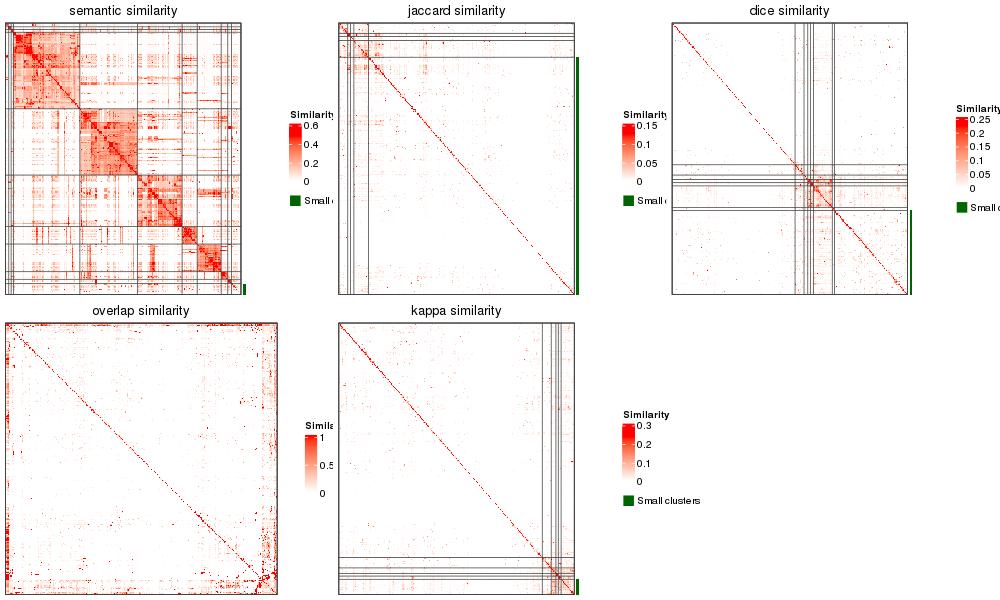 semantic similarity
Similarity
0.6
0.4
0.2
0
Small
jaccard similarity
Similarity
0.15
0.1
0.05
0
Small
dice similarity
Similarity
0.25
0.2
0.15
0.1
0.05
0
Small
overlap similarity
Simila
1
0.5
0
kappa similarity
Similarity
0.3
0.2
0.1
0
Small clusters